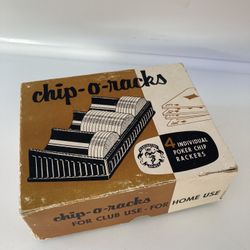 chip-o-racks
4 INDIVIDUAL
POKER CHIP
RACKERS
chip-o-racks
FOR CLUB USE - FOR HOME USE